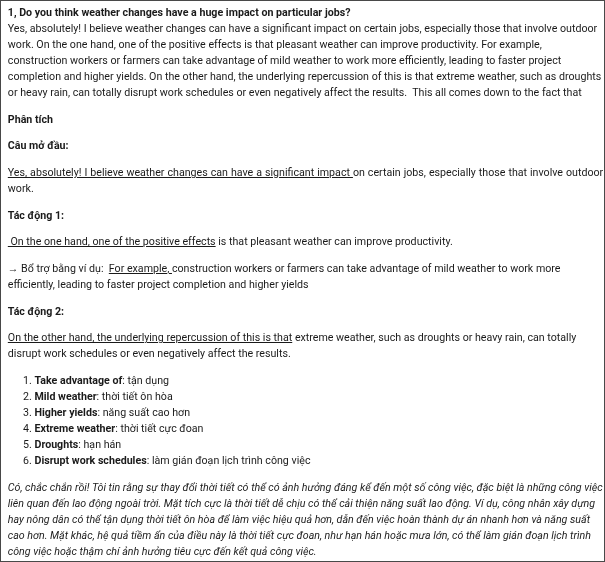 1, Do you think weather changes have a huge impact on particular jobs?
Yes, absolutely! I believe weather changes can have a significant impact on certain jobs, especially those that involve outdoor
work. On the one hand, one of the positive effects is that pleasant weather can improve productivity. For example,
construction workers or farmers can take advantage of mild weather to work more efficiently, leading to faster project
completion and higher yields. On the other hand, the underlying repercussion of this is that extreme weather, such as droughts
or heavy rain, can totally disrupt work schedules or even negatively affect the results.  This all comes down to the fact that
Phân tích
Câu mở đầu:
Yes, absolutely! I believe weather changes can have a significant impact on certain jobs, especially those that involve outdoor
work.
Tác động 1:
On the one hand, one of the positive effects is that pleasant weather can improve productivity.
→ Bổ trợ bằng ví dụ:  For example, construction workers or farmers can take advantage of mild weather to work more
efficiently, leading to faster project completion and higher yields
Tác động 2:
On the other hand, the underlying repercussion of this is that extreme weather, such as droughts or heavy rain, can totally
disrupt work schedules or even negatively affect the results.
1. Take advantage of: tận dụng
2. Mild weather: thời tiết ôn hòa
3. Higher yields: năng suất cao hơn
4. Extreme weather: thời tiết cực đoan
5. Droughts: hạn hán
6. Disrupt work schedules: làm gián đoạn lịch trình công việc
Có, chắc chắn rồi! Tôi tin rằng sự thay đổi thời tiết có thể có ảnh hưởng đáng kể đến một số công việc, đặc biệt là những công việc
liên quan đến lao động ngoài trời. Mặt tích cực là thời tiết dễ chịu có thể cải thiện năng suất lao động. Ví dụ, công nhân xây dựng
hay nông dân có thể tận dụng thời tiết ôn hòa để làm việc hiệu quả hơn, dẫn đến việc hoàn thành dự án nhanh hơn và năng suất
cao hơn. Mặt khác, hệ quả tiềm ẩn của điều này là thời tiết cực đoan, như hạn hán hoặc mưa lớn, có thể làm gián đoạn lịch trình
công việc hoặc thậm chí ảnh hưởng tiêu cực đến kết quả công việc.